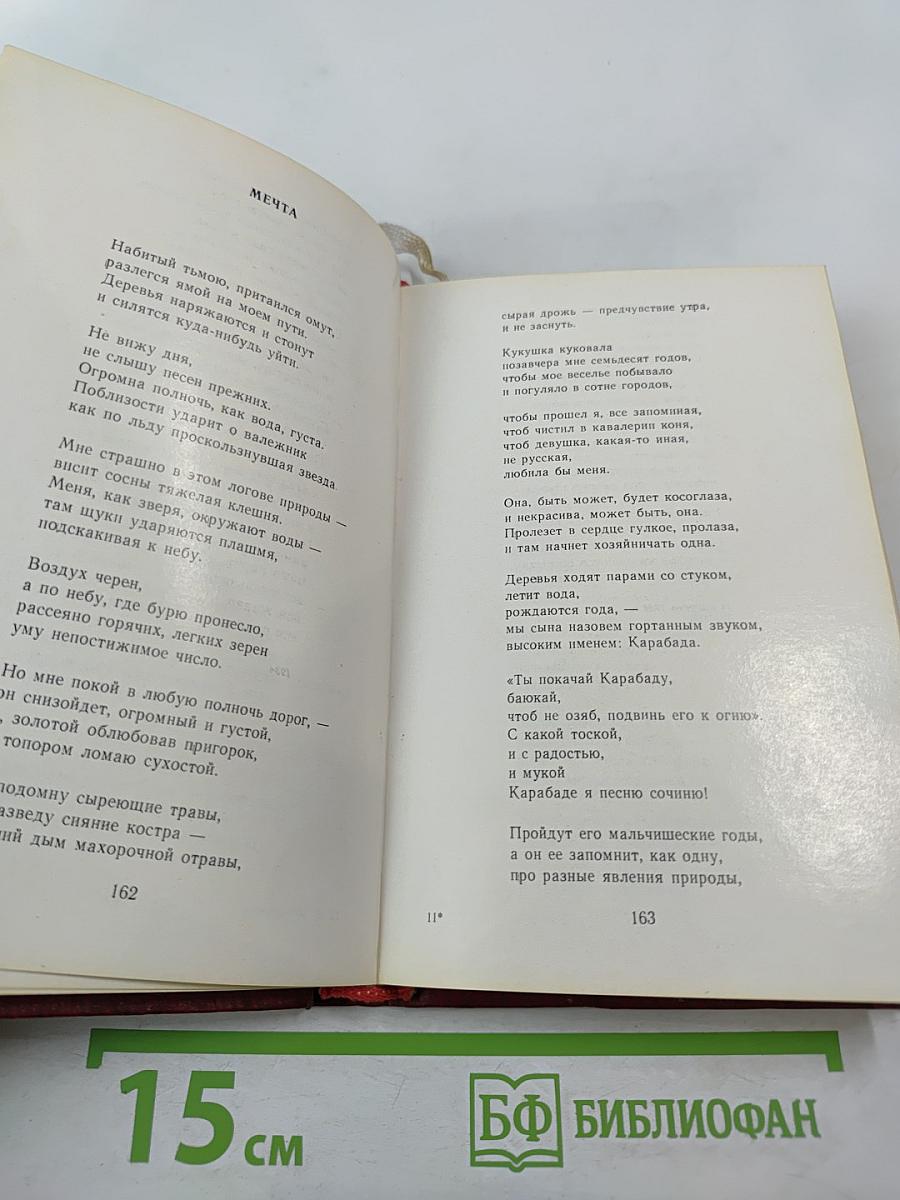 МЕЧТА
Набитый тьмою, притаился омут,
разлегся ямой на моем пути.
Деревья наряжаются и стонут
и силятся куда-нибудь уйти.
Не вижу дня,
не слышу песен прежних.
Огромна полночь, как вода, густа.
Поблизости ударит о валежник
как по льду проскользнувшая звезда.
Мне страшно в этом логове природы —
висит сосны тяжелая клешня.
Меня, как зверя, окружают воды —
там щуки ударяются плашмя,
подскакивая к небу.
Воздух черен,
а по небу, где бурю пронесло,
рассеяно горячих, легких зерен
уму непостижимое число.
Но мне покой в любую полночь дорог, —
он снизойдет, огромный и густой,
, золотой облюбовав пригорок,
топором ломаю сухостой.
подомну сыреющие травы,
азведу сияние костра —
ий дым махорочной отравы,
162
сырая дрожь — предчувствие утра,
и не заснуть.
Кукушка куковала
позавчера мне семьдесят годов,
чтобы мое веселье побывало
и погуляло в сотне городов,
чтобы прошел я, все запоминая,
чтоб чистил в кавалерии коня,
чтоб девушка, какая-то иная,
не русская,
любила бы меня.
Она, быть может, будет косоглаза,
и некрасива, может быть, она.
Пролезет в сердце гулкое, пролаза,
и там начнет хозяйничать одна.
Деревья ходят парами со стуком,
летит вода,
рождаются года, —
мы сына назовем гортанным звуком,
высоким именем: Карабада.
«Ты покачай Карабаду,
баюкай,
чтоб не озяб, подвинь его к огню».
С какой тоской,
и с радостью,
и мукой
Карабаде я песню сочиню!
Пройдут его мальчишеские годы,
а он ее запомнит, как одну,
про разные явления природы,
11*
163
15 см
БФ БИБЛИОФАН